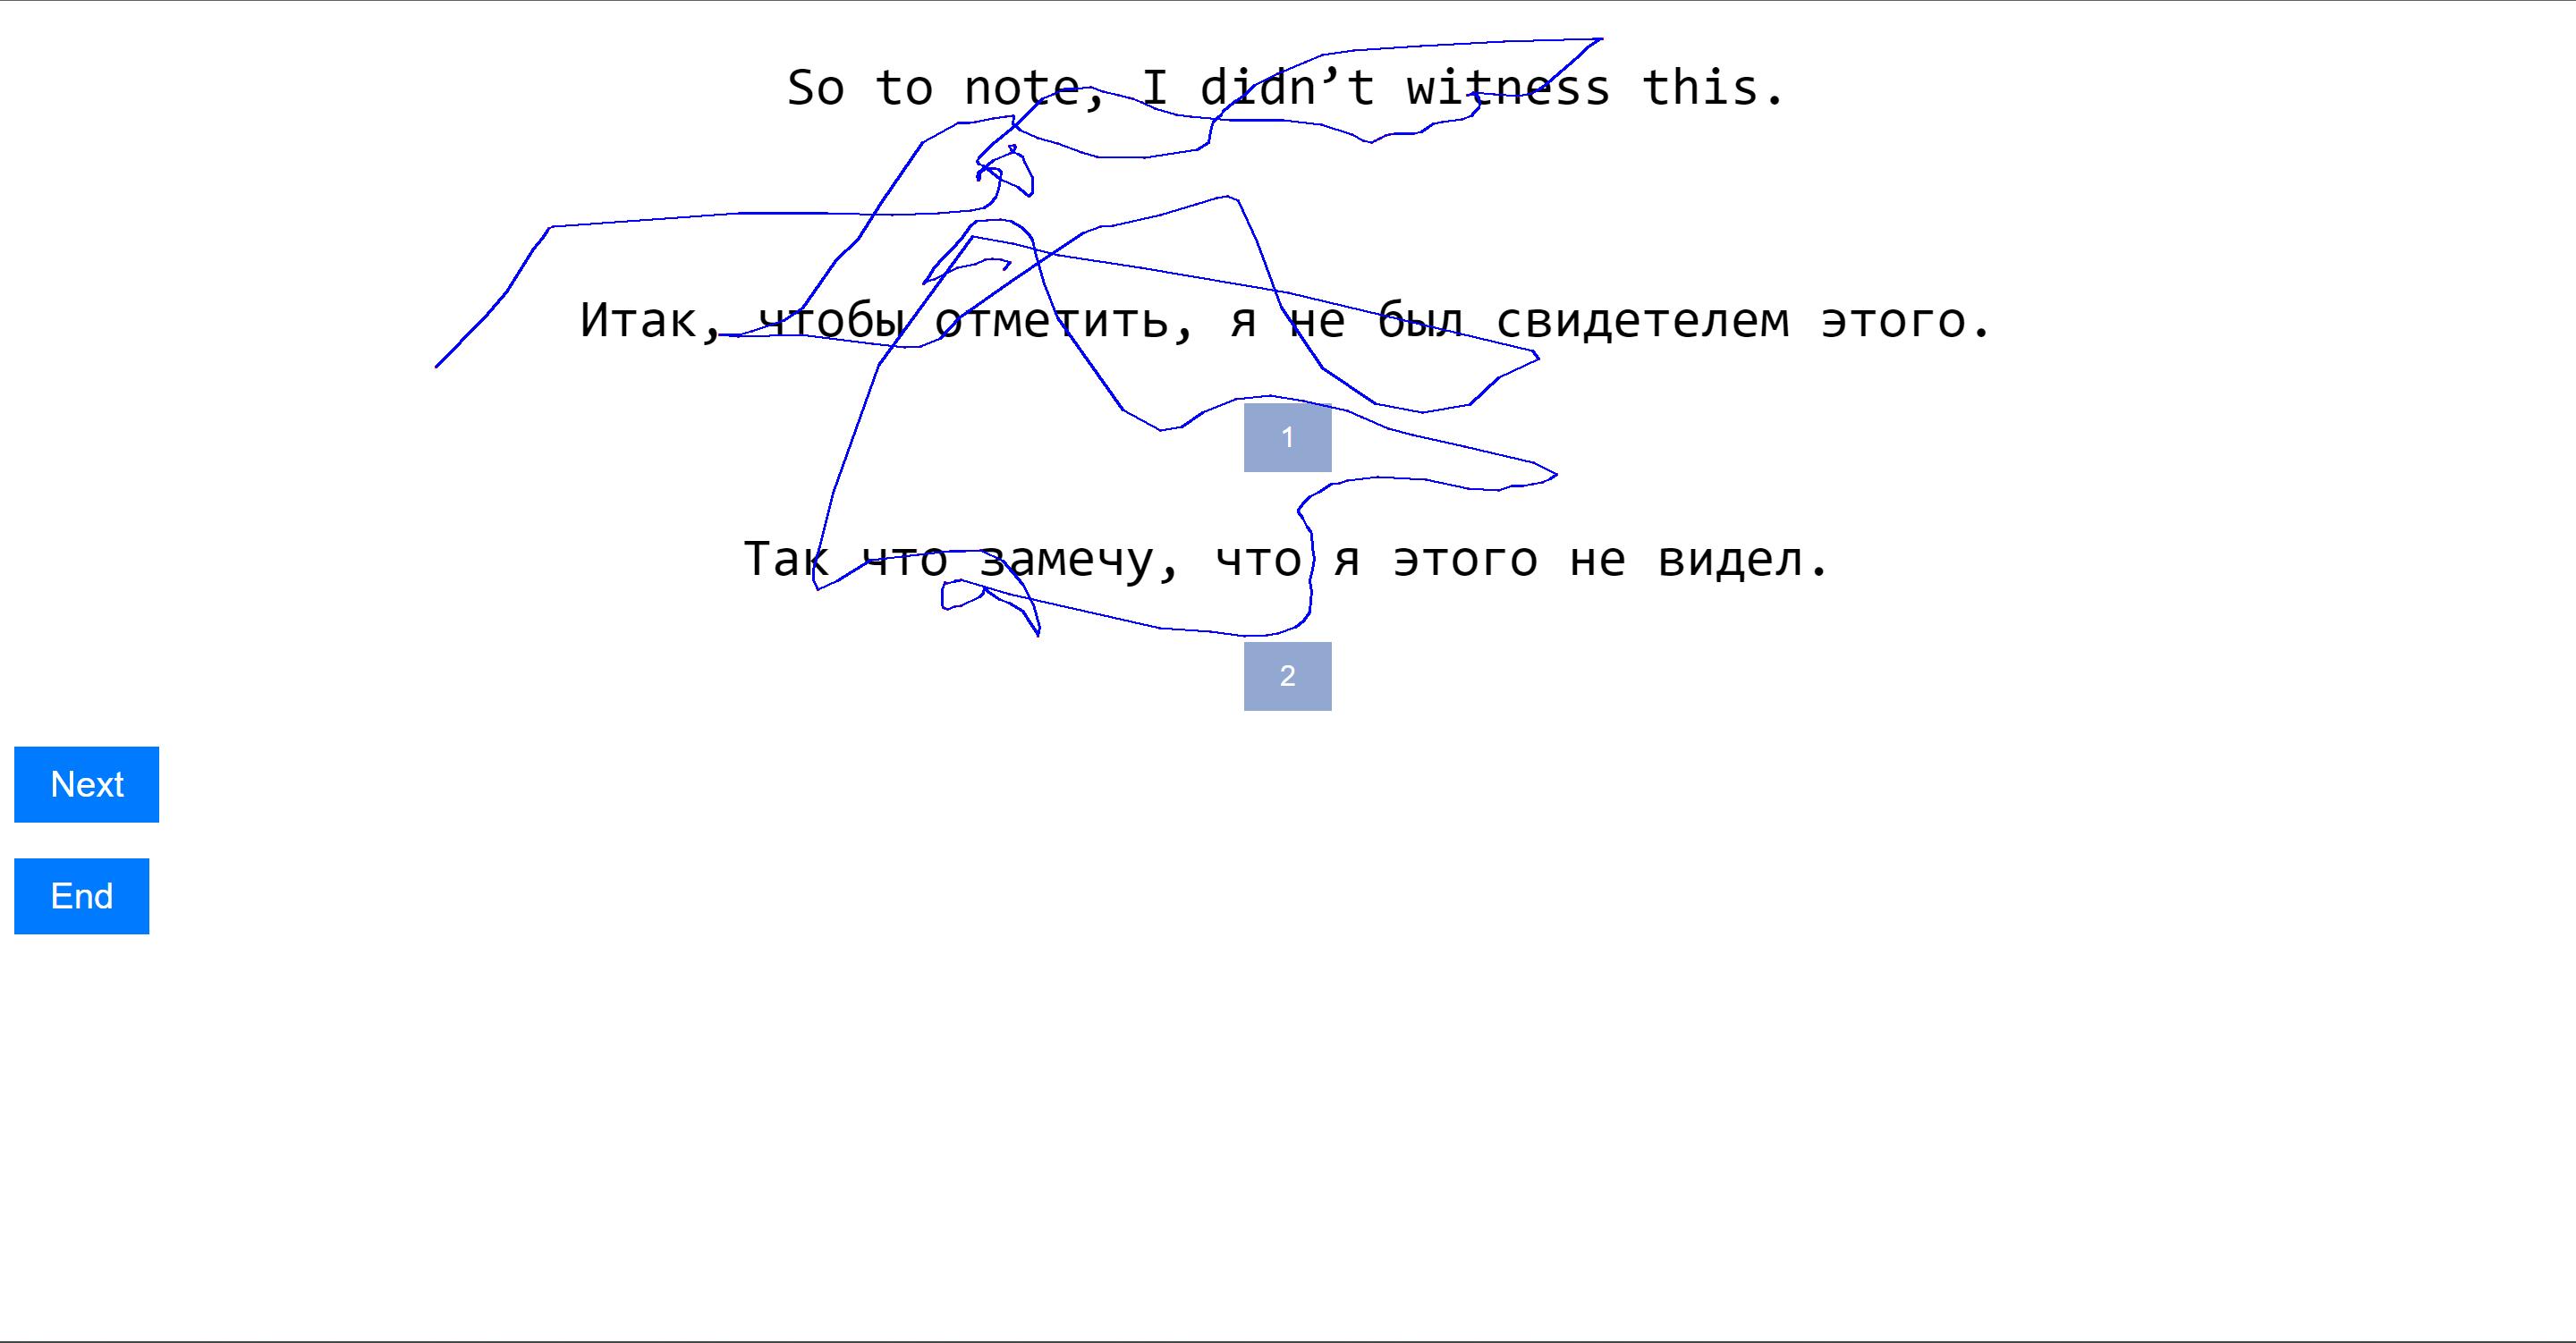 So to note, I didn’t witness this.
Итак, чтобы отметить, я не был свидетелем этого.
1
Так что замечу, что я этого не видел.
2
Next
End